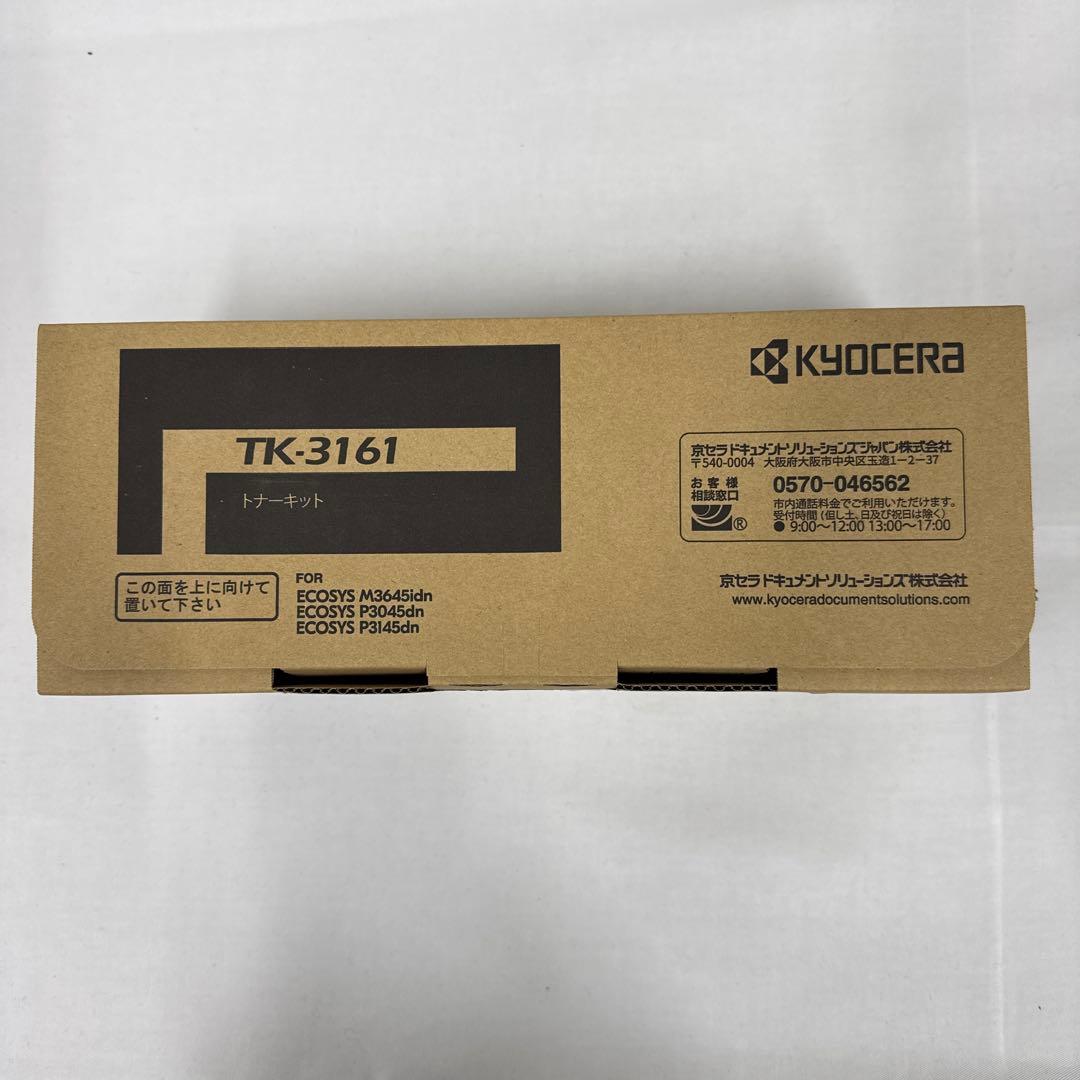 KYOCERA
TK-3161
トナーキット
京セラドキュメントソリューションズジャパン株式会社
〒540-0004 大阪府大阪市中央区玉造1-2-37
お客様
相談窓口
0570-046562
市内通話料金でご利用いただけます。
受付時間(但し土、日及び祝日は除く)
●9:00〜12:00 13:00〜17:00
®
この面を上に向けて
置いて下さい
FOR
ECOSYS M3645idn
ECOSYS P3045dn
ECOSYS P3145dn
京セラドキュメントソリューションズ株式会社
www.kyoceradocumentsolutions.com